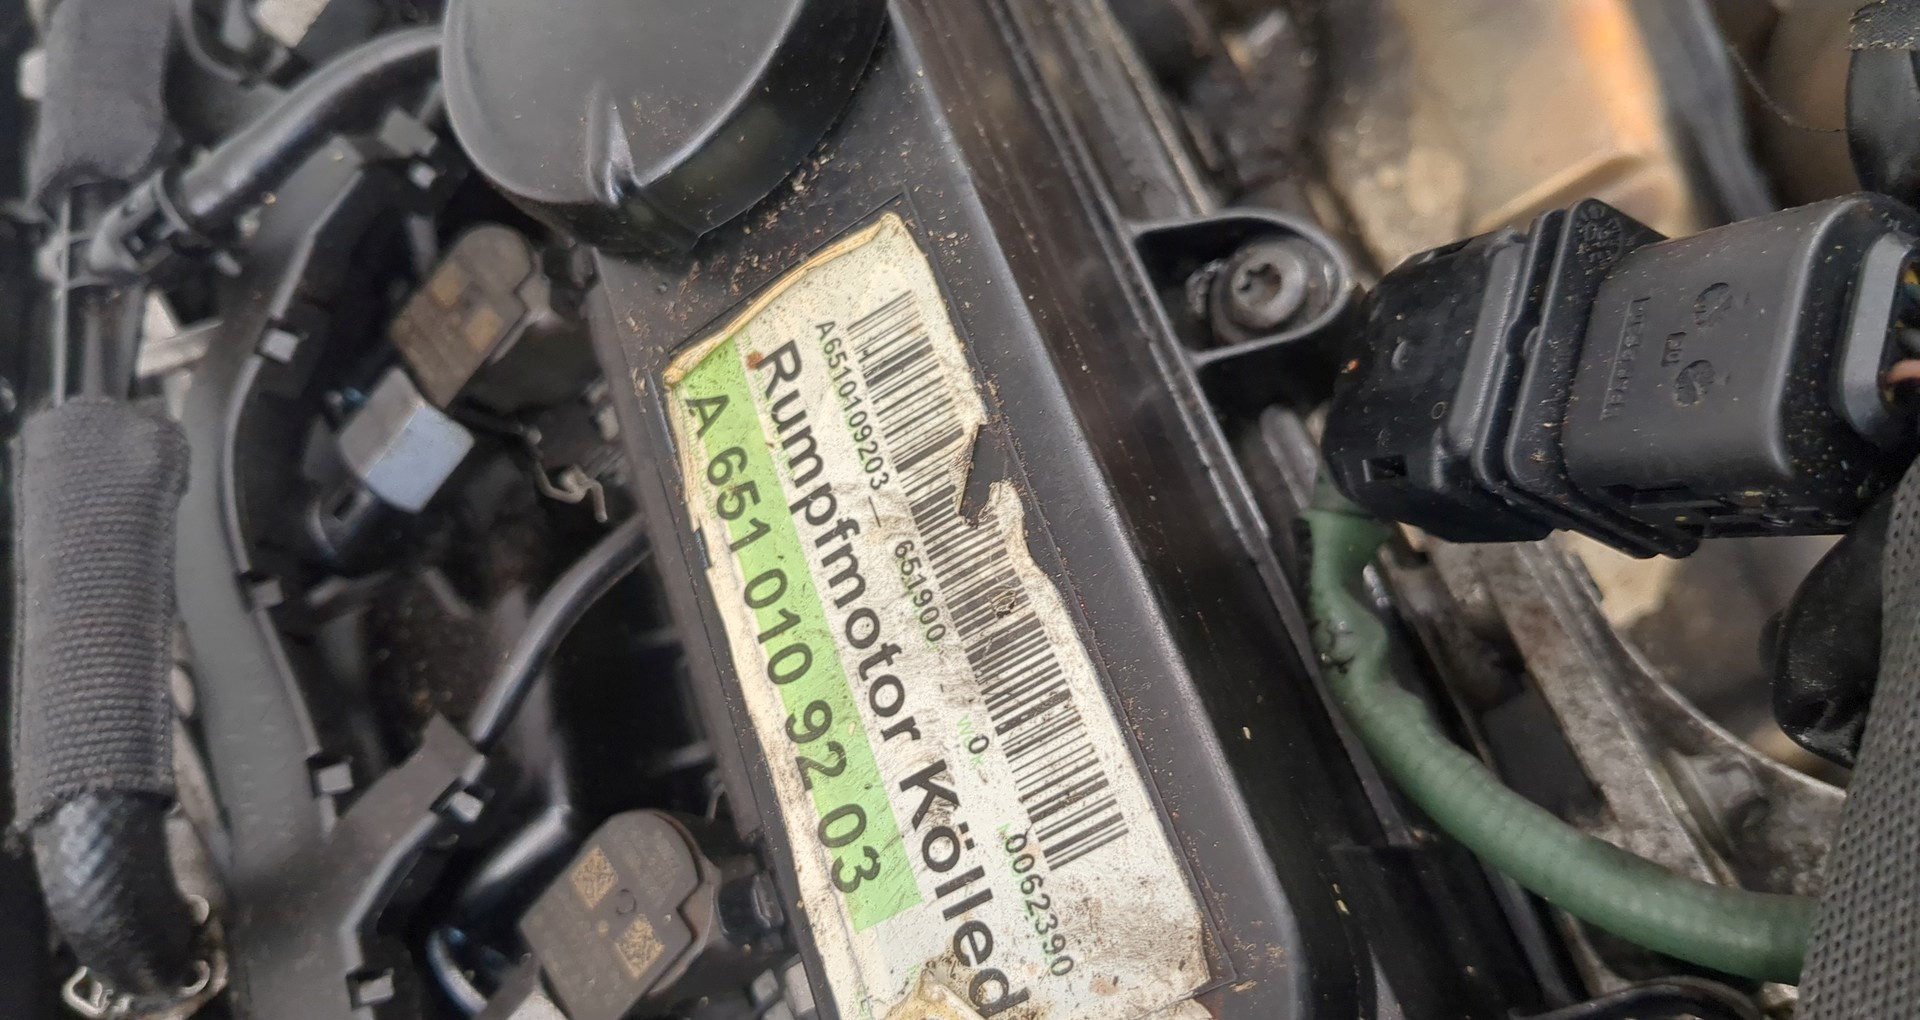 A6510109203 — 651900 0 0062390
Rumpfmotor Kölled
A 651 010 92 03